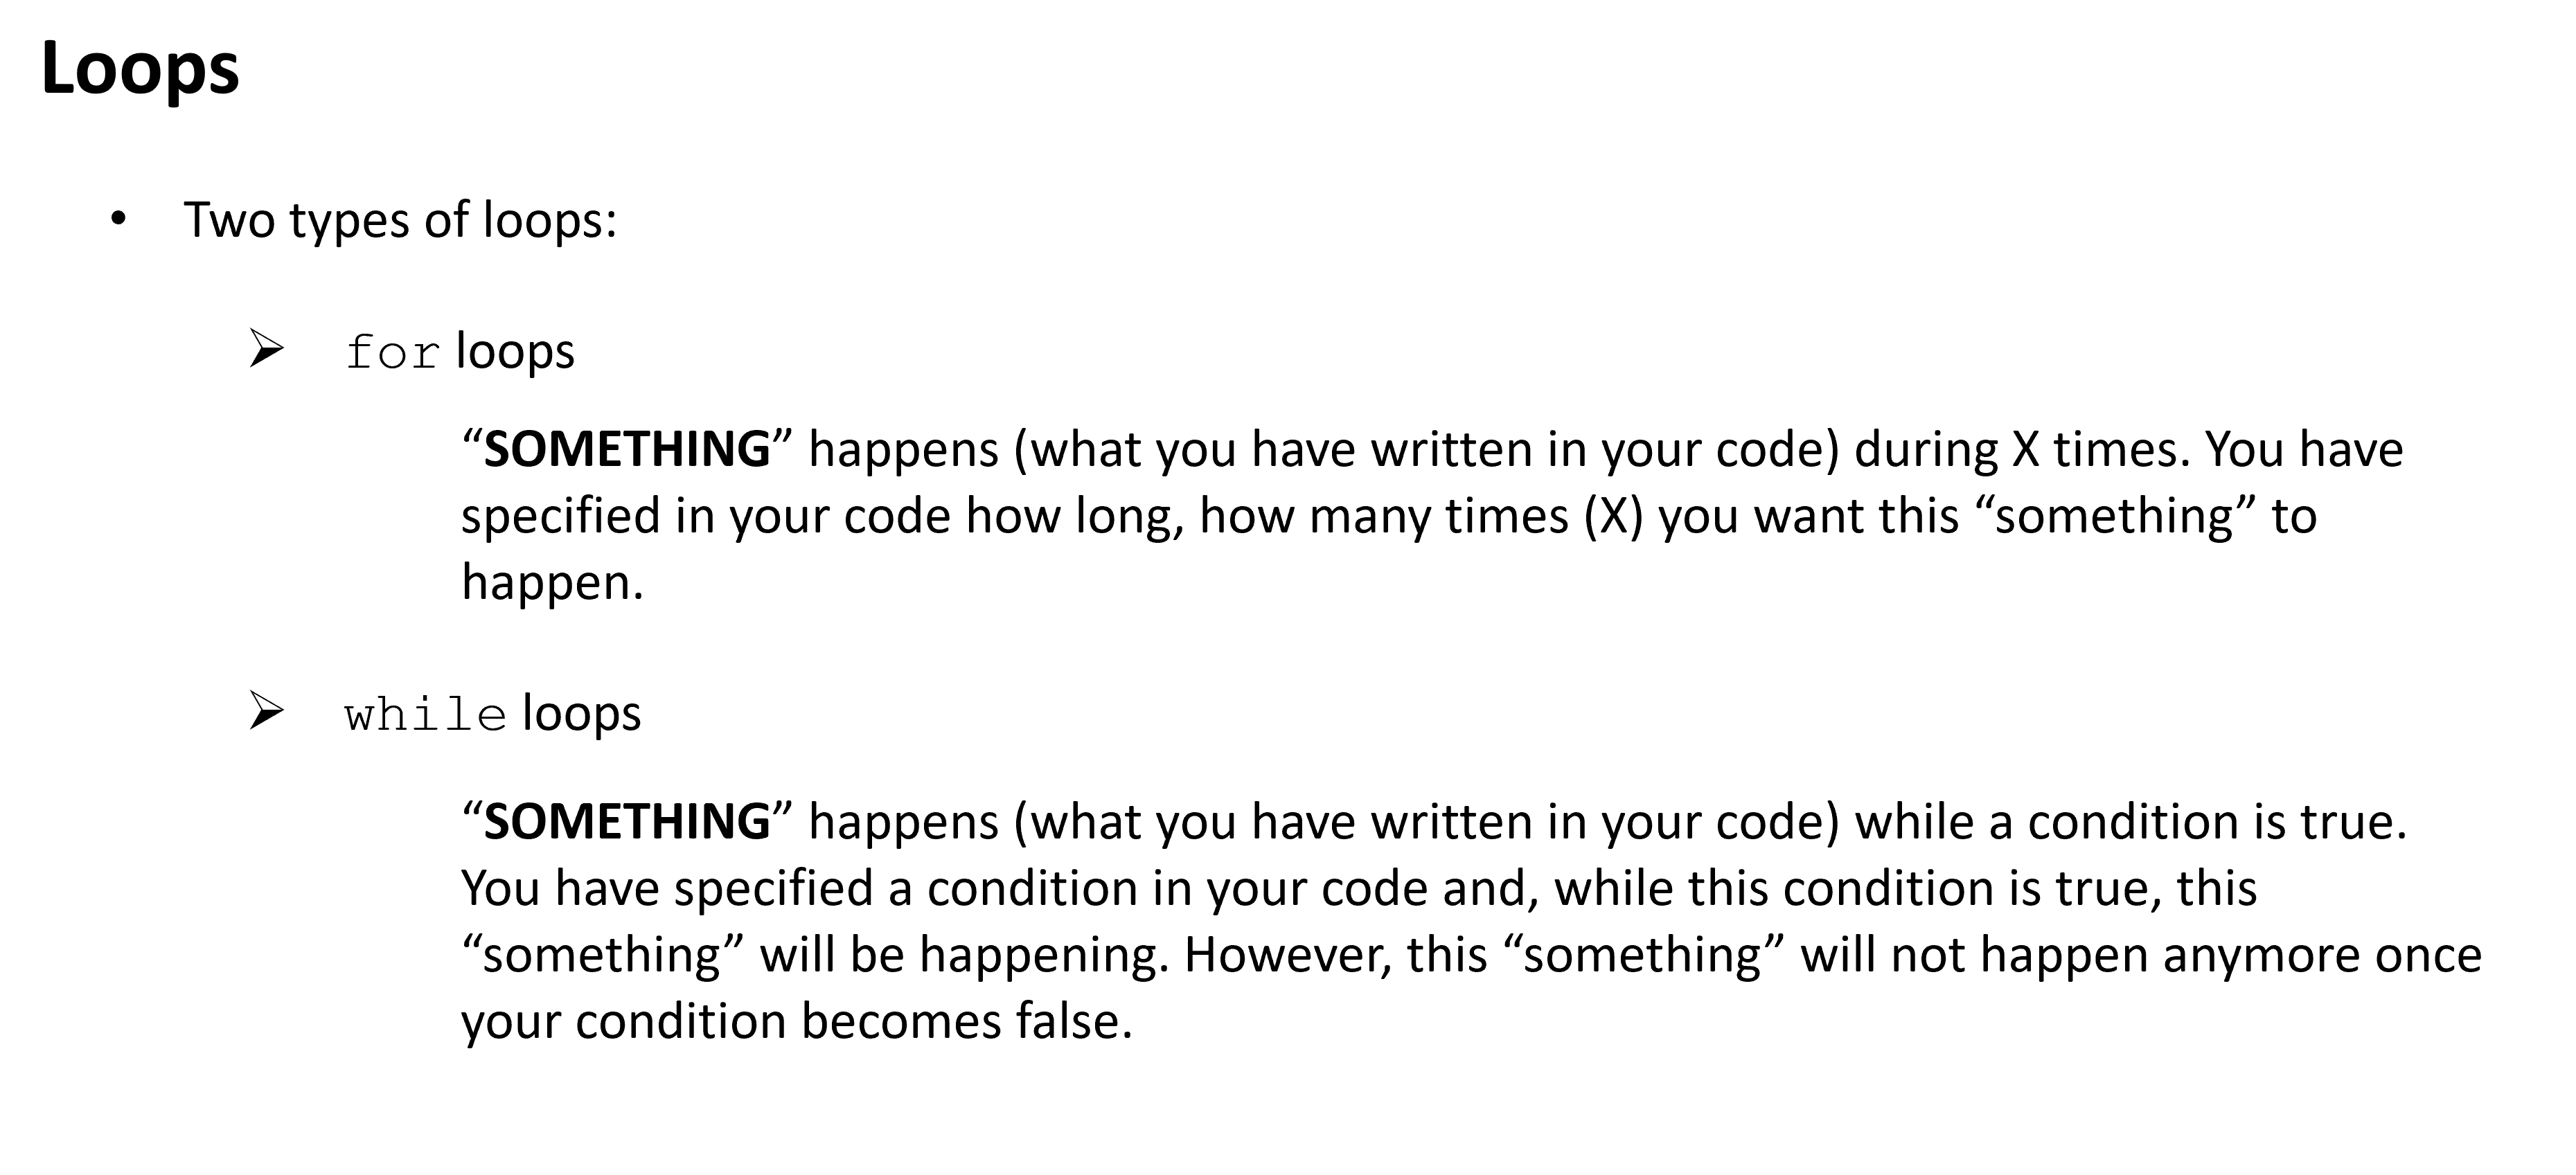 Loops
• Two types of loops:
➢ for loops
“SOMETHING” happens (what you have written in your code) during X times. You have
specified in your code how long, how many times (X) you want this “something” to
happen.
➢ while loops
“SOMETHING” happens (what you have written in your code) while a condition is true.
You have specified a condition in your code and, while this condition is true, this
“something” will be happening. However, this “something” will not happen anymore once
your condition becomes false.